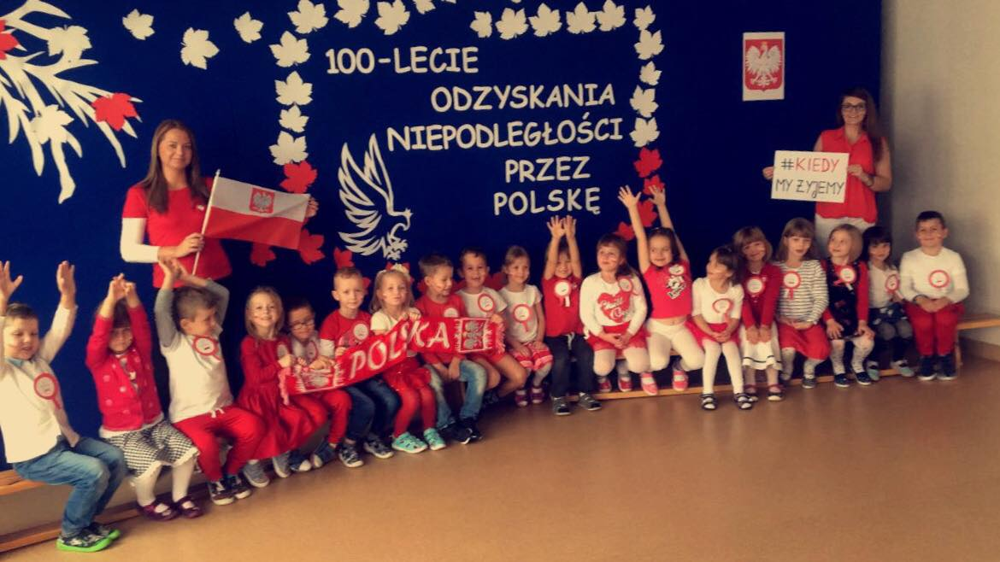 100-LECIE
ODZYSKANIA
NIEPODLEGŁOŚCI
PRZEZ
POLSKĘ
#KIEDY
MY ŻYJEMY
POLSKA